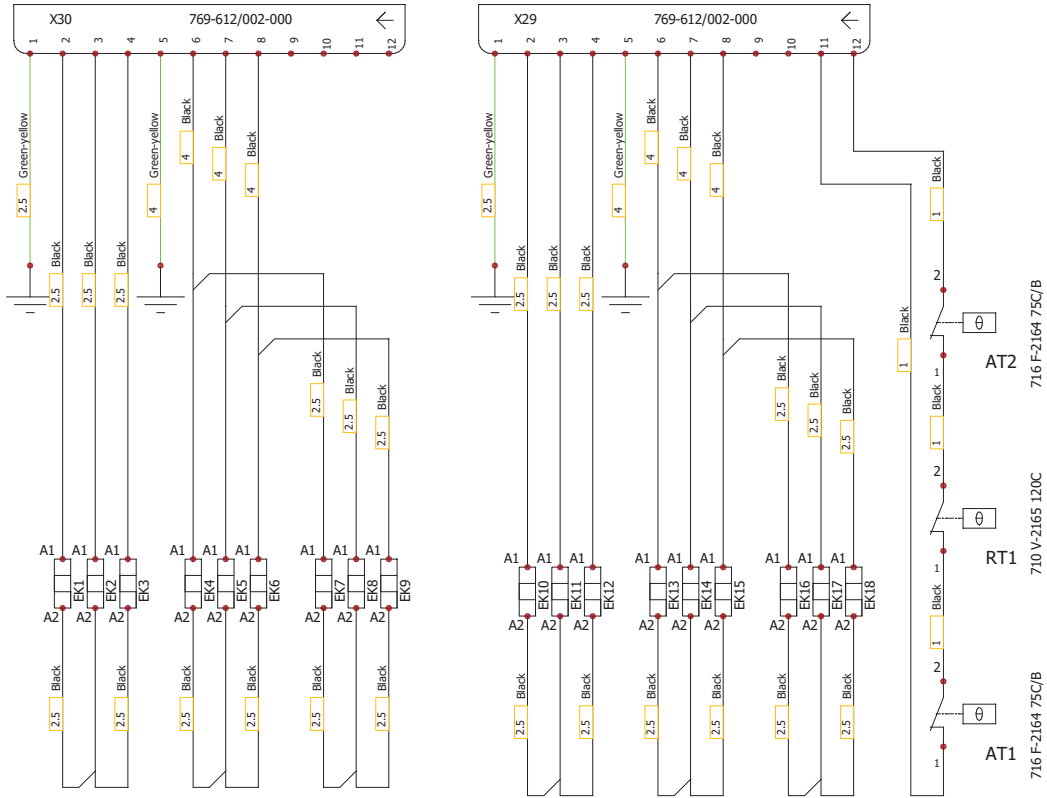 X30 769-612/002-000
1 2 3 4 5 6 7 8 9 10 11 12
Green-yellow Green-yellow Black Black Black
2.5 4 4 4 4
Black Black Black
2.5 2.5 2.5
Black Black Black
2.5 2.5 2.5
A1 A1 A1 A1 A1 A1 A1 A1 A1
EK1 EK2 EK3 EK4 EK5 EK6 EK7 EK8 EK9
A2 A2 A2 A2 A2 A2
Black Black Black Black Black Black
2.5 2.5 2.5 2.5 2.5 2.5
X29 769-612/002-000
1 2 3 4 5 6 7 8 9 10 11 12
Green-yellow Green-yellow Black Black Black
2.5 4 4 4 4
Black Black Black
2.5 2.5 2.5
Black Black Black
2.5 2.5 2.5
A1 A1 A1 A1 A1 A1 A1 A1
EK10 EK11 EK12 EK13 EK14 EK15 EK16 EK17 EK18
A2 A2 A2 A2 A2 A2
Black Black Black Black Black Black
2.5 2.5 2.5 2.5 2.5 2.5
Black
1
Black
1
2
θ
1
AT2
716 F-2164 75C/B
Black
1
2
θ
1
RT1
710 V-2165 120C
Black
1
2
θ
1
AT1
716 F-2164 75C/B